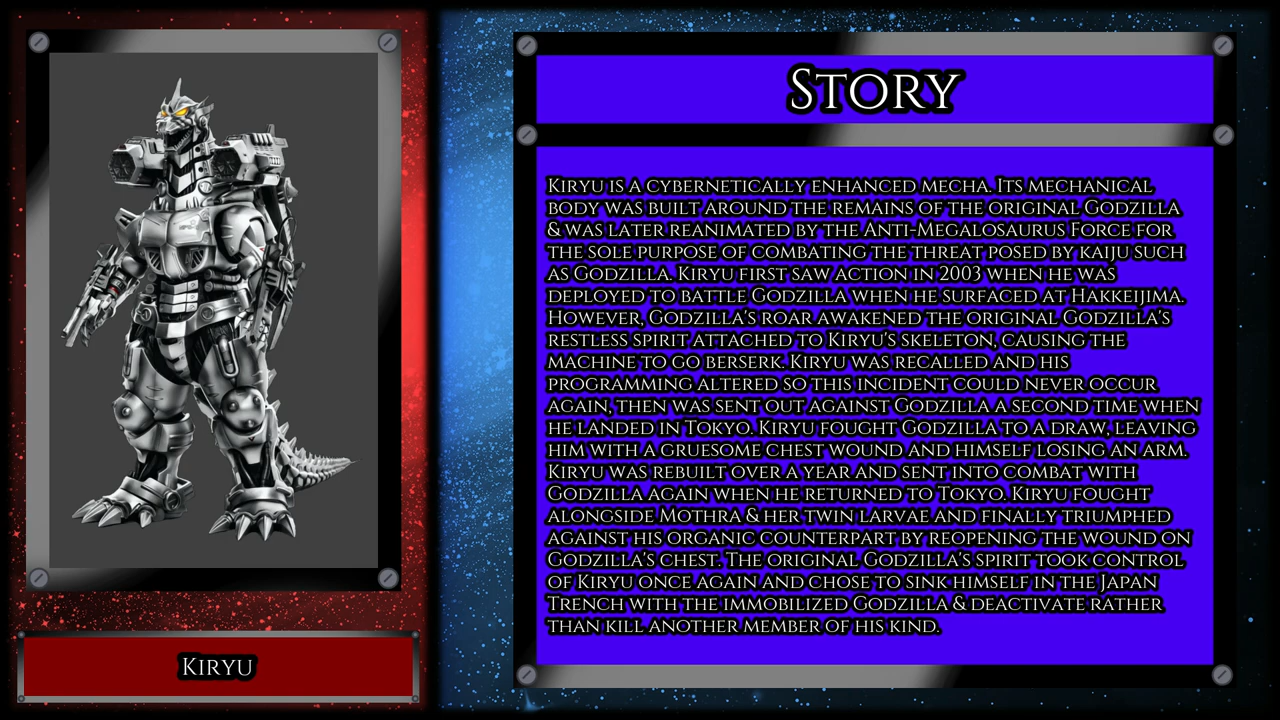 Story
Kiryu is a cybernetically enhanced mecha. Its mechanical
body was built around the remains of the original Godzilla
& was later reanimated by the Anti-Megalosaurus Force for
the sole purpose of combating the threat posed by kaiju such
as Godzilla. Kiryu first saw action in 2003 when he was
deployed to battle Godzilla when he surfaced at Hakkeijima.
However, Godzilla's roar awakened the original Godzilla's
restless spirit attached to Kiryu's skeleton, causing the
machine to go berserk. Kiryu was recalled and his
programming altered so this incident could never occur
again, then was sent out against Godzilla a second time when
he landed in Tokyo. Kiryu fought Godzilla to a draw, leaving
him with a gruesome chest wound and himself losing an arm.
Kiryu was rebuilt over a year and sent into combat with
Godzilla again when he returned to Tokyo. Kiryu fought
alongside Mothra & her twin larvae and finally triumphed
against his organic counterpart by reopening the wound on
Godzilla's chest. The original Godzilla's spirit took control
of Kiryu once again and chose to sink himself in the Japan
Trench with the immobilized Godzilla & deactivate rather
than kill another member of his kind.
Kiryu